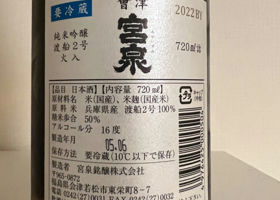 要冷蔵
會津
宮泉
2022BY
純米吟醸
渡船2号
火入
720ml詰
【品目】日本酒【内容量】720ml
原材料 米(国産)、米麹(国産米)
原料米 兵庫県産 渡船2号100%
精米歩合 50%
アルコール分 16度
05.06
保存方法 要冷蔵(10℃以下で保存)
製造者 宮泉銘醸株式会社
〒965-0872
福島県会津若松市東栄町8-7